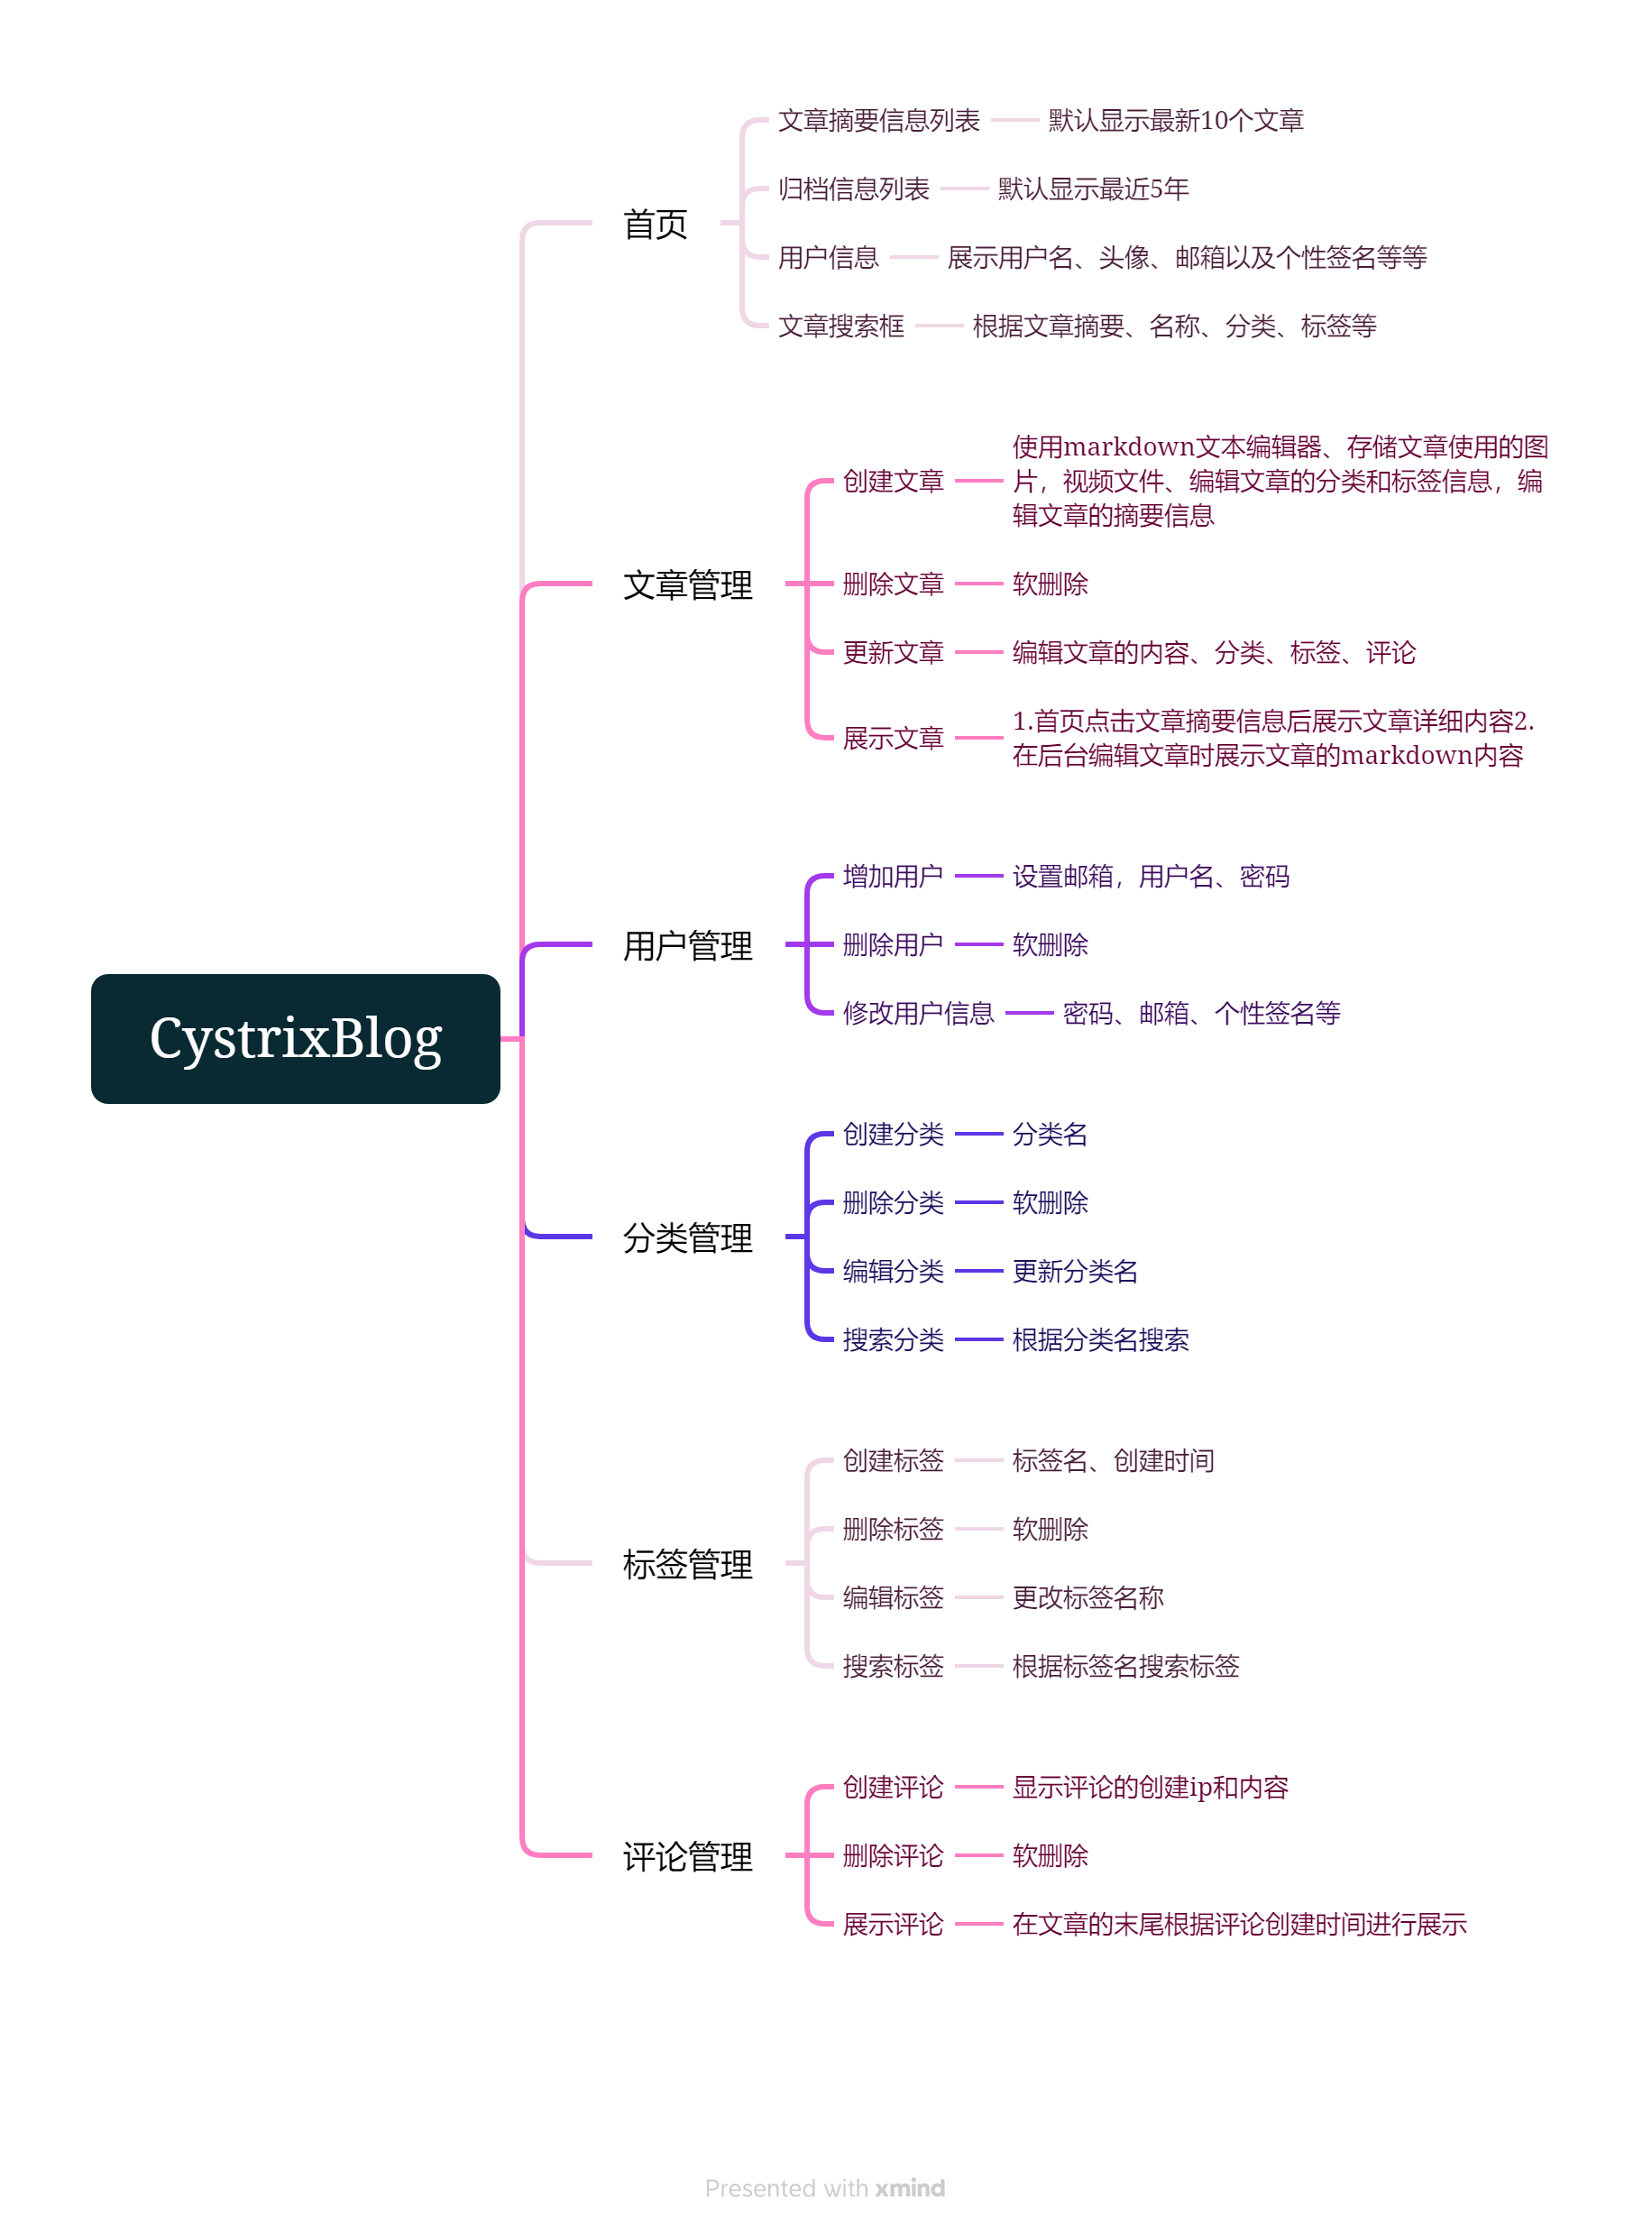 文章摘要信息列表
默认显示最新10个文章
归档信息列表
默认显示最近5年
首页
用户信息
展示用户名、头像、邮箱以及个性签名等等
文章搜索框
根据文章摘要、名称、分类、标签等
创建文章
使用markdown文本编辑器、存储文章使用的图
片，视频文件、编辑文章的分类和标签信息，编
辑文章的摘要信息
文章管理
删除文章
软删除
更新文章
编辑文章的内容、分类、标签、评论
展示文章
1.首页点击文章摘要信息后展示文章详细内容2.
在后台编辑文章时展示文章的markdown内容
增加用户
设置邮箱，用户名、密码
用户管理
删除用户
软删除
修改用户信息
密码、邮箱、个性签名等
CystrixBlog
创建分类
分类名
删除分类
软删除
分类管理
编辑分类
更新分类名
搜索分类
根据分类名搜索
创建标签
标签名、创建时间
删除标签
软删除
标签管理
编辑标签
更改标签名称
搜索标签
根据标签名搜索标签
创建评论
显示评论的创建ip和内容
评论管理
删除评论
软删除
展示评论
在文章的末尾根据评论创建时间进行展示
Presented with xmind